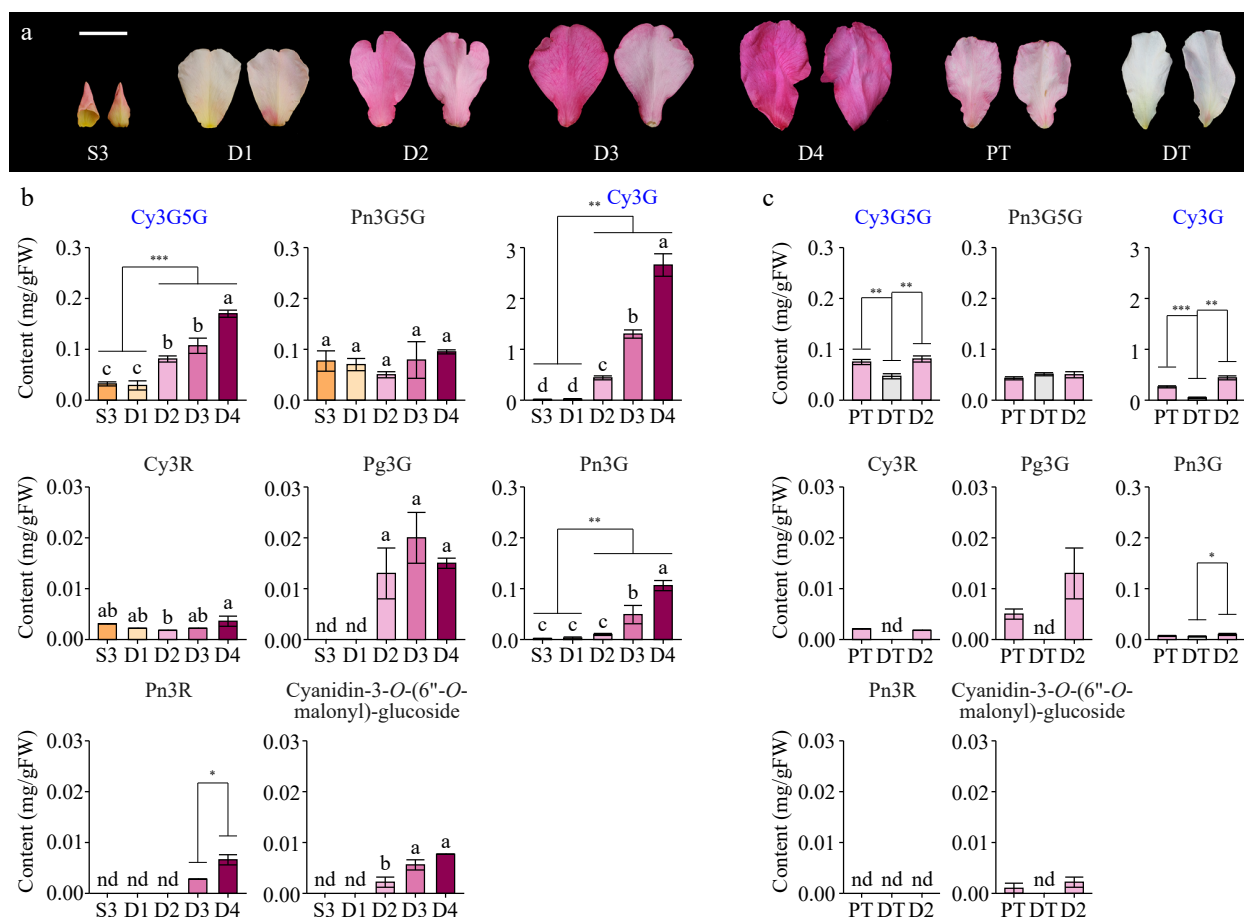 a
S3 D1 D2 D3 D4 PT DT
b
Cy3G5G
Content (mg/gFW)
0.3
0.2
0.1
0.0
***
c c b b a
S3 D1 D2 D3 D4
Pn3G5G
0.3
0.2
0.1
0.0
a a a a a
S3 D1 D2 D3 D4
Cy3G
3
2
1
0
**
d d c b a
S3 D1 D2 D3 D4
Cy3R
Content (mg/gFW)
0.03
0.02
0.01
0.00
ab ab b ab a
S3 D1 D2 D3 D4
Pg3G
0.03
0.02
0.01
0.00
nd nd a a a
S3 D1 D2 D3 D4
Pn3G
0.3
0.2
0.1
0.0
**
c c c b a
S3 D1 D2 D3 D4
Pn3R
Content (mg/gFW)
0.03
0.02
0.01
0.00
*
nd nd nd
S3 D1 D2 D3 D4
Cyanidin-3-O-(6"-O-
malonyl)-glucoside
0.03
0.02
0.01
0.00
nd nd b a a
S3 D1 D2 D3 D4
c
Cy3G5G
Content (mg/gFW)
0.3
0.2
0.1
0.0
** **
PT DT D2
Pn3G5G
0.3
0.2
0.1
0.0
PT DT D2
Cy3G
3
2
1
0
*** **
PT DT D2
Cy3R
Content (mg/gFW)
0.03
0.02
0.01
0.00
nd
PT DT D2
Pg3G
0.03
0.02
0.01
0.00
nd
PT DT D2
Pn3G
0.3
0.2
0.1
0.0
*
PT DT D2
Pn3R
Content (mg/gFW)
0.03
0.02
0.01
0.00
nd nd nd
PT DT D2
Cyanidin-3-O-(6"-O-
malonyl)-glucoside
0.03
0.02
0.01
0.00
nd
PT DT D2